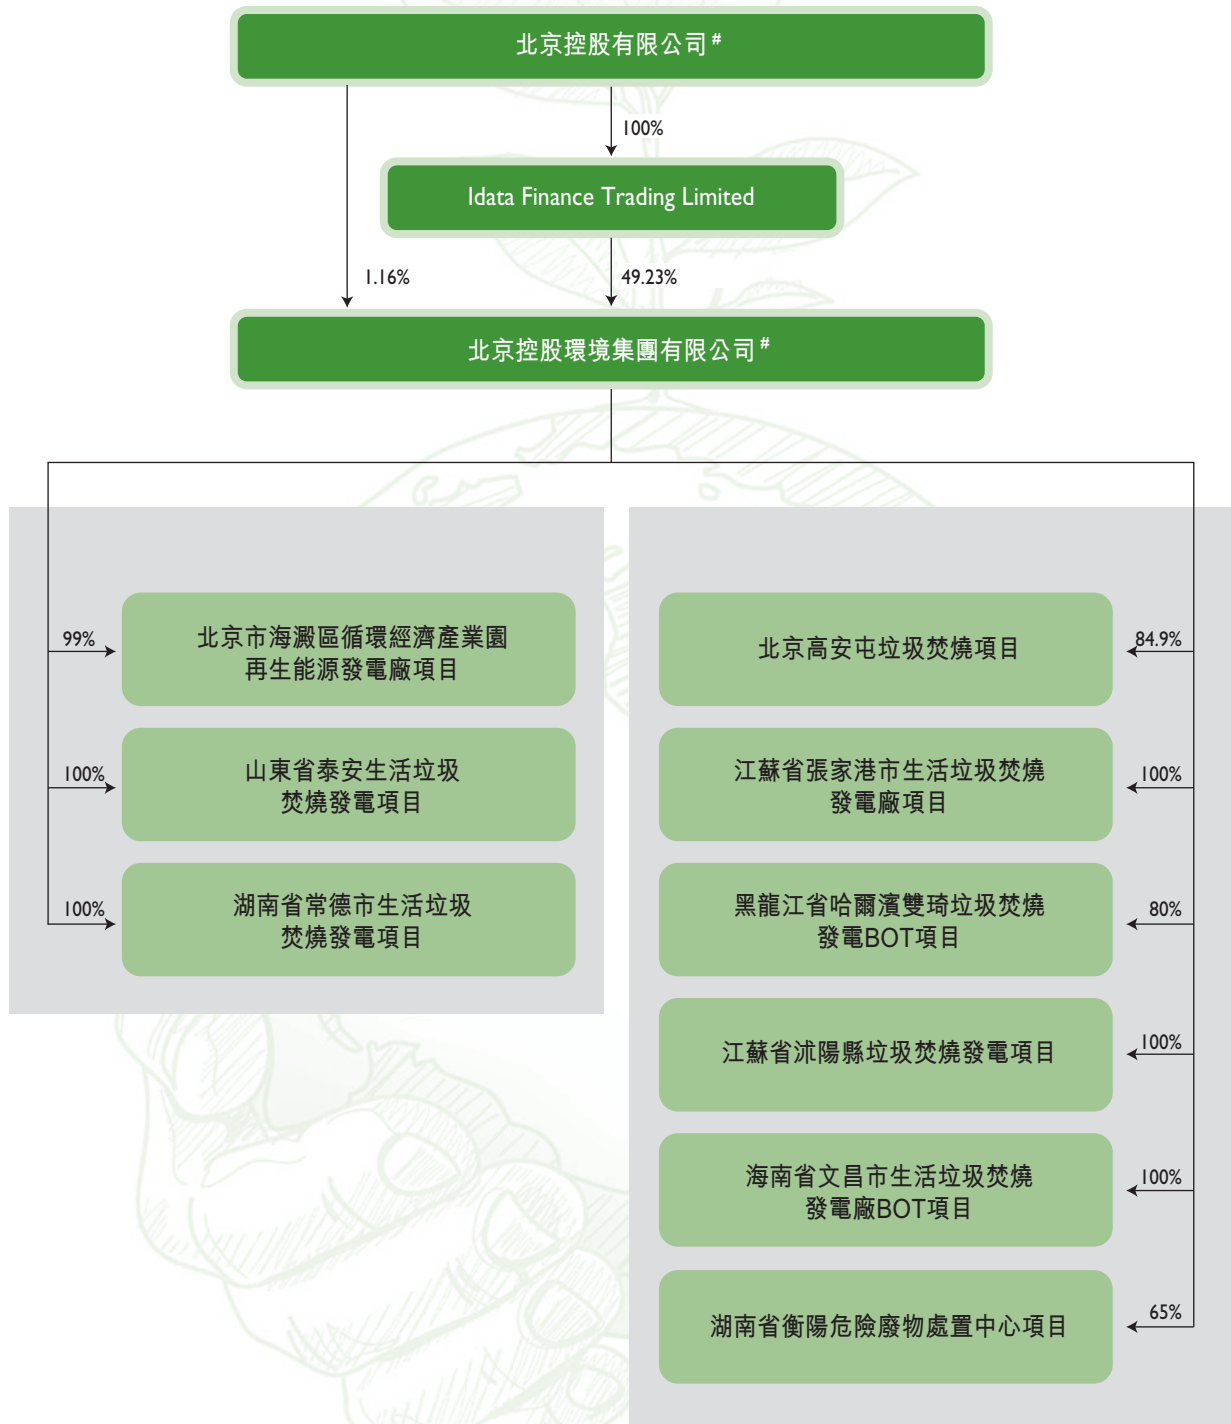 北京控股有限公司#
100%
Idata Finance Trading Limited
1.16%
49.23%
北京控股環境集團有限公司#
99%
北京市海澱區循環經濟產業園
再生能源發電廠項目
100%
山東省泰安生活垃圾
焚燒發電項目
100%
湖南省常德市生活垃圾
焚燒發電項目
北京高安屯垃圾焚燒項目
84.9%
江蘇省張家港市生活垃圾焚燒
發電廠項目
100%
黑龍江省哈爾濱雙琦垃圾焚燒
發電BOT項目
80%
江蘇省沭陽縣垃圾焚燒發電項目
100%
海南省文昌市生活垃圾焚燒
發電廠BOT項目
100%
湖南省衡陽危險廢物處置中心項目
65%